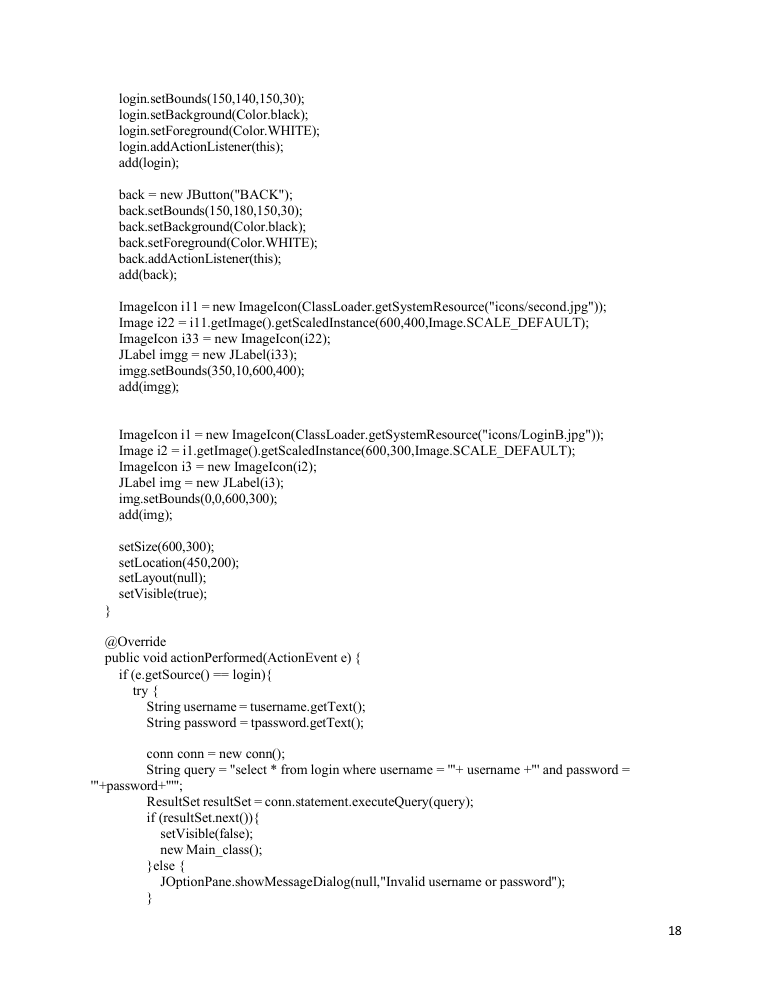 login.setBounds(150,140,150,30);
login.setBackground(Color.black);
login.setForeground(Color.WHITE);
login.addActionListener(this);
add(login);
back = new JButton("BACK");
back.setBounds(150,180,150,30);
back.setBackground(Color.black);
back.setForeground(Color.WHITE);
back.addActionListener(this);
add(back);
ImageIcon i11 = new ImageIcon(ClassLoader.getSystemResource("icons/second.jpg"));
Image i22 = i11.getImage().getScaledInstance(600,400,Image.SCALE_DEFAULT);
ImageIcon i33 = new ImageIcon(i22);
JLabel imgg = new JLabel(i33);
imgg.setBounds(350,10,600,400);
add(imgg);
ImageIcon i1 = new ImageIcon(ClassLoader.getSystemResource("icons/LoginB.jpg"));
Image i2 = i1.getImage().getScaledInstance(600,300,Image.SCALE_DEFAULT);
ImageIcon i3 = new ImageIcon(i2);
JLabel img = new JLabel(i3);
img.setBounds(0,0,600,300);
add(img);
setSize(600,300);
setLocation(450,200);
setLayout(null);
setVisible(true);
}
@Override
public void actionPerformed(ActionEvent e) {
if (e.getSource() == login){
try {
String username = tusername.getText();
String password = tpassword.getText();
conn conn = new conn();
String query = "select * from login where username = '"+ username +"' and password =
'"+password+"'";
ResultSet resultSet = conn.statement.executeQuery(query);
if (resultSet.next()){
setVisible(false);
new Main_class();
}else {
JOptionPane.showMessageDialog(null,"Invalid username or password");
}
18